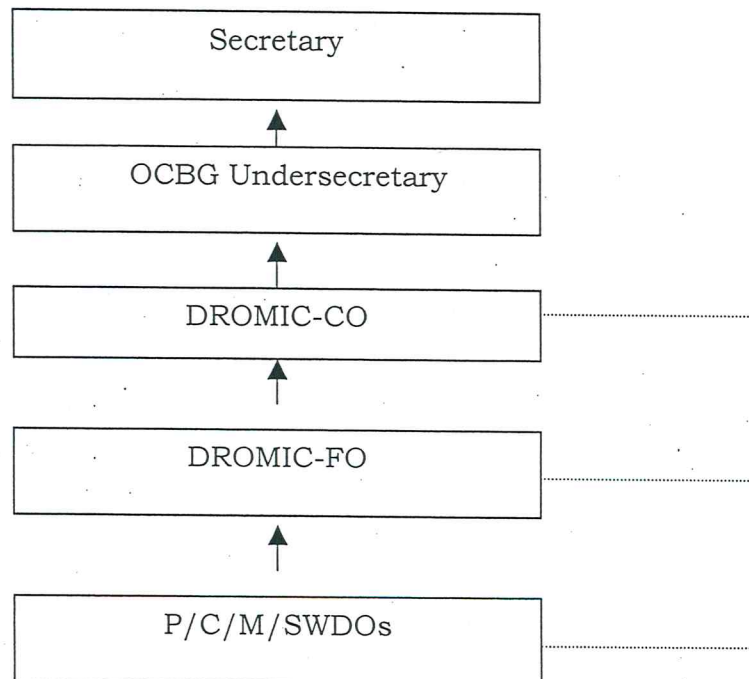 Secretary
OCBG Undersecretary
DROMIC-CO
DROMIC-FO
P/C/M/SWDOs